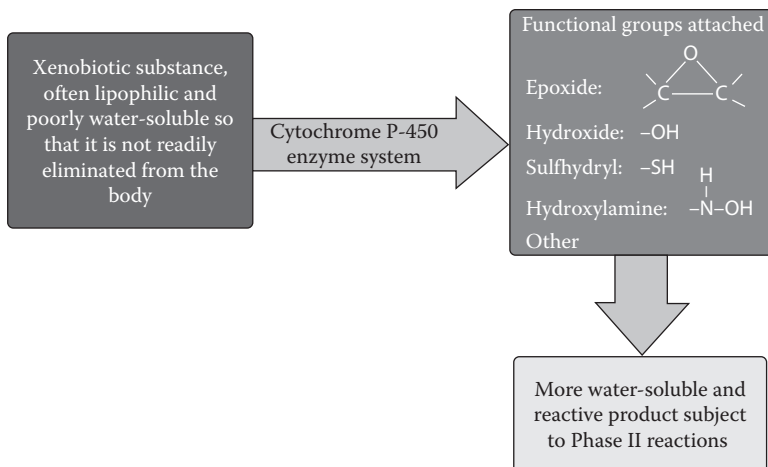 Xenobiotic substance,
often lipophilic and
poorly water-soluble so
that it is not readily
eliminated from the
body
Cytochrome P-450
enzyme system
Functional groups attached
O
Epoxide: C C
Hydroxide: –OH
Sulfhydryl: –SH
H
Hydroxylamine: –N–OH
Other
More water-soluble and
reactive product subject
to Phase II reactions